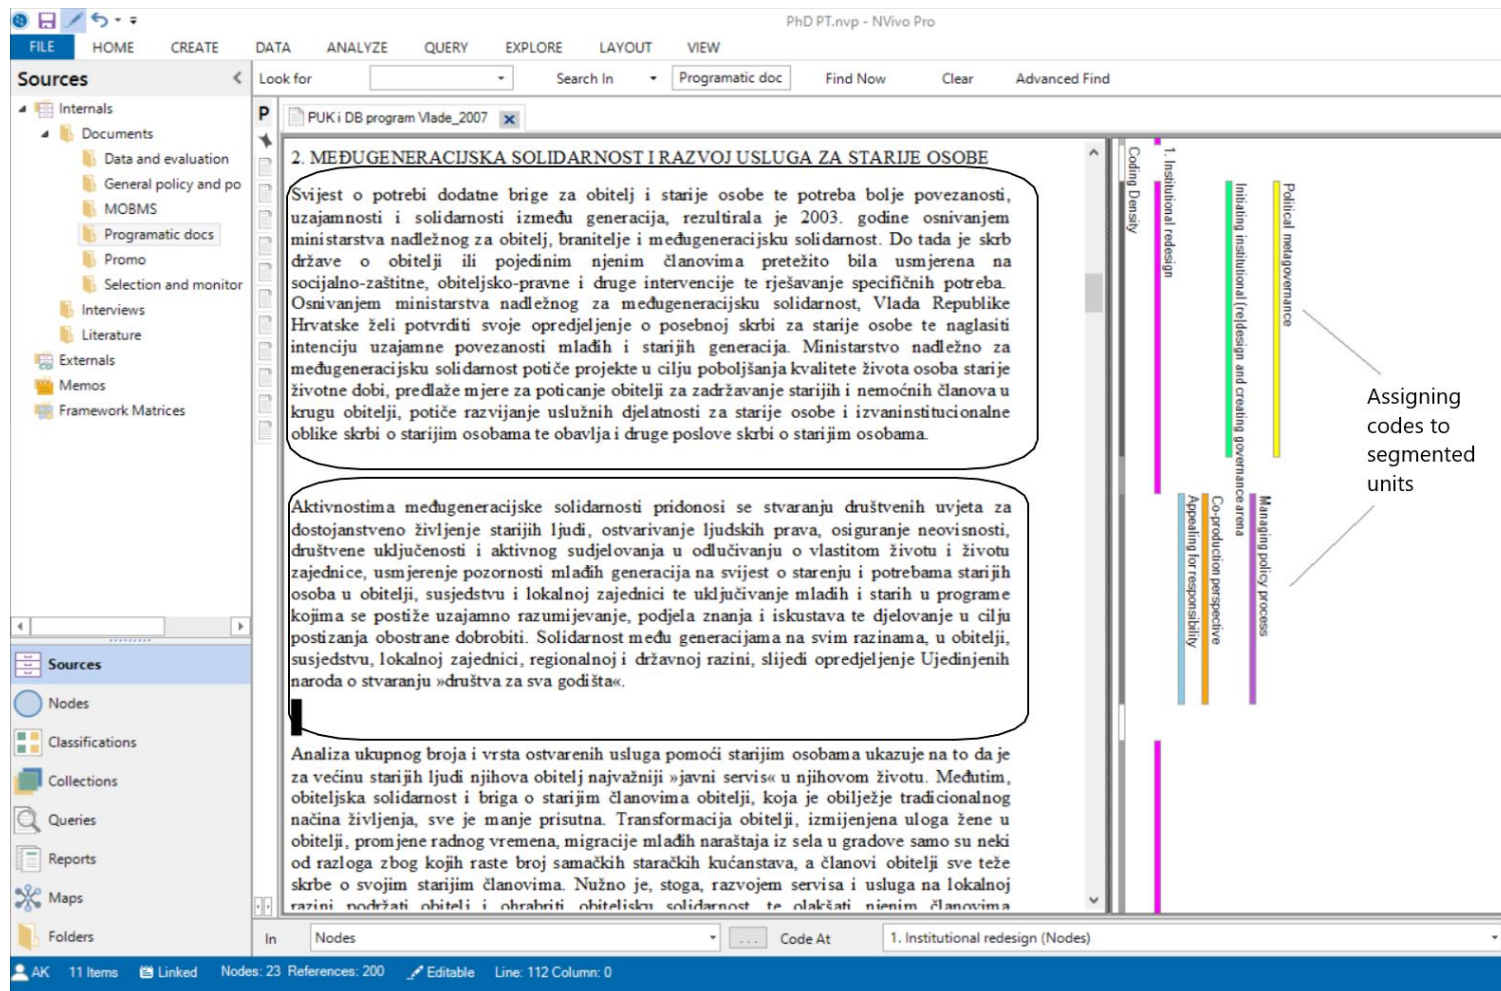 PhD PT.nvp - NVivo Pro
FILE HOME CREATE DATA ANALYZE QUERY EXPLORE LAYOUT VIEW
Sources
Look for Search In Programatic doc Find Now Clear Advanced Find
Internals
Documents
Data and evaluation
General policy and po
MOBMS
Programatic docs
Promo
Selection and monitor
Interviews
Literature
Externals
Memos
Framework Matrices
Sources
Nodes
Classifications
Collections
Queries
Reports
Maps
Folders
P
PUK i DB program Vlade_2007
2. MEĐUGENERACIJSKA SOLIDARNOST I RAZVOJ USLUGA ZA STARIJE OSOBE
Svijest o potrebi dodatne brige za obitelj i starije osobe te potreba bolje povezanosti,
uzajamnosti i solidarnosti između generacija, rezultirala je 2003. godine osnivanjem
ministarstva nadležnog za obitelj, branitelje i međugeneracijsku solidarnost. Do tada je skrb
države o obitelji ili pojedinim njenim članovima pretežito bila usmjerena na
socijalno-zaštitne, obiteljsko-pravne i druge intervencije te rješavanje specifičnih potreba.
Osnivanjem ministarstva nadležnog za međugeneracijsku solidarnost, Vlada Republike
Hrvatske želi potvrditi svoje opredjeljenje o posebnoj skrbi za starije osobe te naglasiti
intenciju uzajamne povezanosti mlađih i starijih generacija. Ministarstvo nadležno za
međugeneracijsku solidarnost potiče projekte u cilju poboljšanja kvalitete života osoba starije
životne dobi, predlaže mjere za poticanje obitelji za zadržavanje starijih i nemoćnih članova u
krugu obitelji, potiče razvijanje uslužnih djelatnosti za starije osobe i izvaninstitucionalne
oblike skrbi o starijim osobama te obavlja i druge poslove skrbi o starijim osobama.
Aktivnostima međugeneracijske solidarnosti pridonosi se stvaranju društvenih uvjeta za
dostojanstveno življenje starijih ljudi, ostvarivanje ljudskih prava, osiguranje neovisnosti,
društvene uključenosti i aktivnog sudjelovanja u odlučivanju o vlastitom životu i životu
zajednice, usmjerenje pozornosti mlađih generacija na svijest o starenju i potrebama starijih
osoba u obitelji, susjedstvu i lokalnoj zajednici te uključivanje mladih i starih u programe
kojima se postiže uzajamno razumijevanje, podjela znanja i iskustava te djelovanje u cilju
postizanja obostrane dobrobiti. Solidarnost među generacijama na svim razinama, u obitelji,
susjedstvu, lokalnoj zajednici, regionalnoj i državnoj razini, slijedi opredjeljenje Ujedinjenih
naroda o stvaranju »društva za sva godišta«.
Analiza ukupnog broja i vrsta ostvarenih usluga pomoći starijim osobama ukazuje na to da je
za većinu starijih ljudi njihova obitelj najvažniji »javni servis« u njihovom životu. Međutim,
obiteljska solidarnost i briga o starijim članovima obitelji, koja je obilježje tradicionalnog
načina življenja, sve je manje prisutna. Transformacija obitelji, izmijenjena uloga žene u
obitelji, promjene radnog vremena, migracije mlađih naraštaja iz sela u gradove samo su neki
od razloga zbog kojih raste broj samačkih staračkih kućanstava, a članovi obitelji sve teže
skrbe o svojim starijim članovima. Nužno je, stoga, razvojem servisa i usluga na lokalnoj
razini podržati obitelj i ohrabriti obiteljsku solidarnost te olakšati njenim članovima
Coding Density
1. Institutional redesign
Initiating institutional (re)design and creating governance arena
Political metagovernance
Appealing for responsibility
Co-production perspective
Managing policy process
Assigning
codes to
segmented
units
In Nodes ... Code At 1. Institutional redesign (Nodes)
AK 11 Items Linked Nodes: 23 References: 200 Editable Line: 112 Column: 0